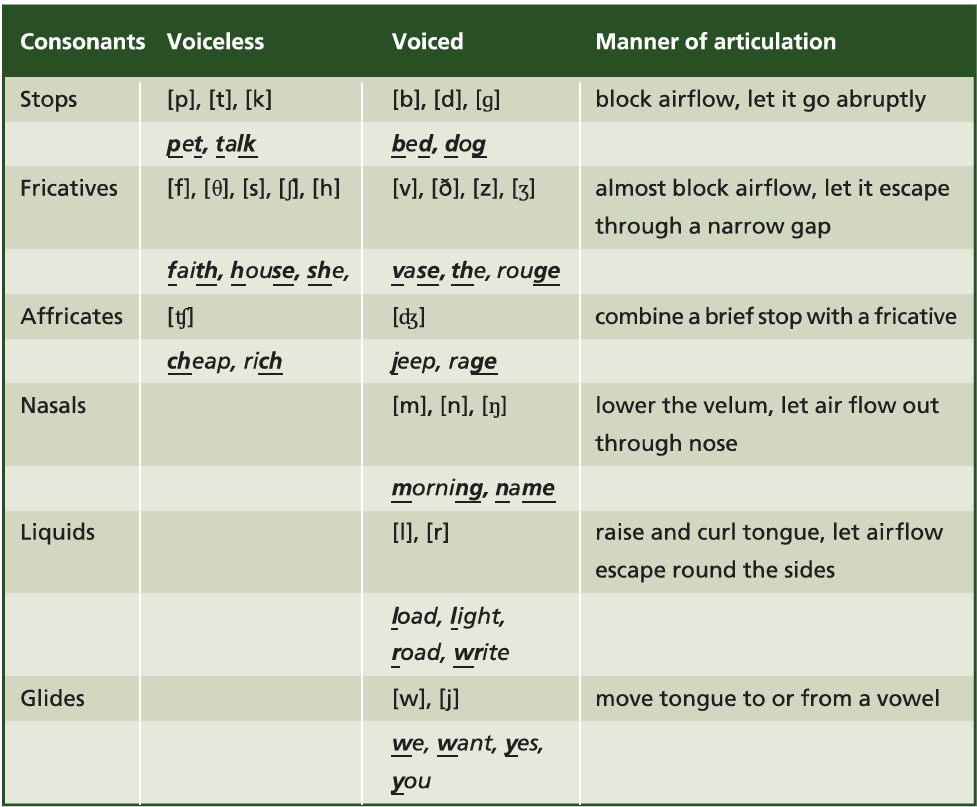 Consonants Voiceless Voiced Manner of articulation
Stops [p], [t], [k] [b], [d], [ɡ] block airflow, let it go abruptly
pet, talk bed, dog
Fricatives [f], [θ], [s], [ʃ], [h] [v], [ð], [z], [ʒ] almost block airflow, let it escape
through a narrow gap
faith, house, she, vase, the, rouge
Affricates [ʧ] [ʤ] combine a brief stop with a fricative
cheap, rich jeep, rage
Nasals [m], [n], [ŋ] lower the velum, let air flow out
through nose
morning, name
Liquids [l], [r] raise and curl tongue, let airflow
escape round the sides
load, light,
road, write
Glides [w], [j] move tongue to or from a vowel
we, want, yes,
you